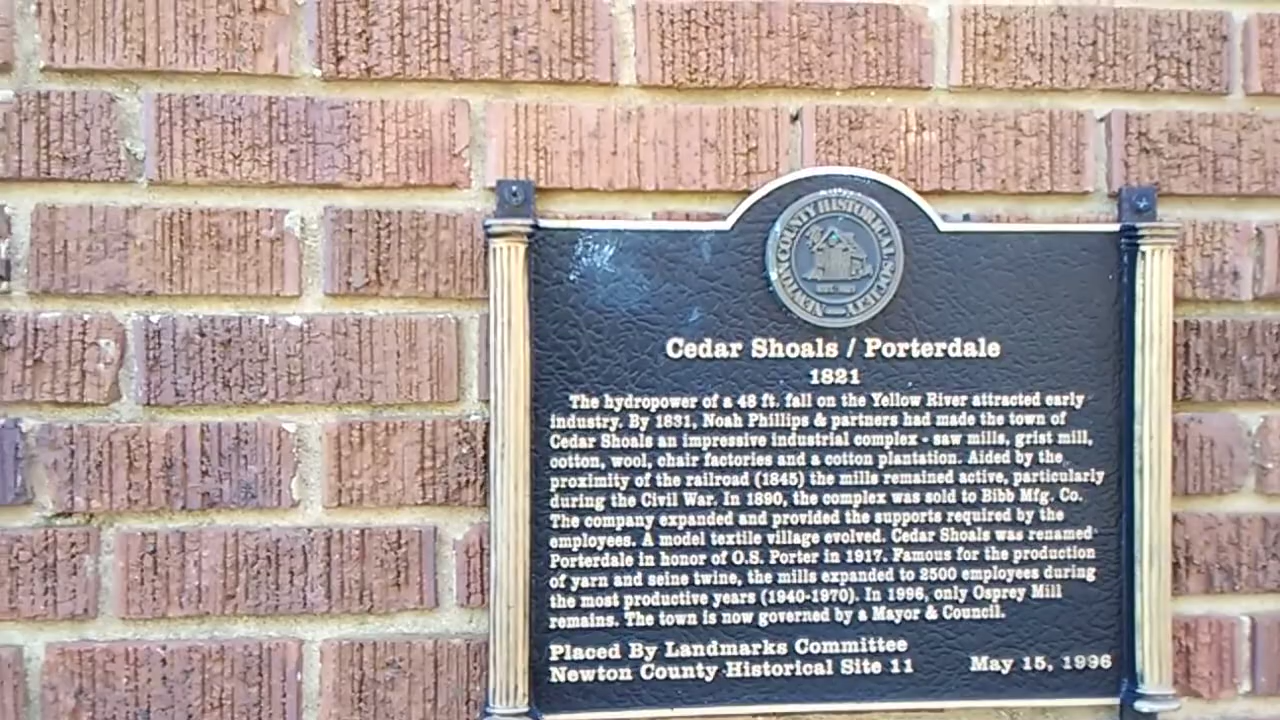 NEWTON COUNTY HISTORICAL SOCIETY
Cedar Shoals / Porterdale
1821
The hydropower of a 48 ft. fall on the Yellow River attracted early
industry. By 1831, Noah Phillips & partners had made the town of
Cedar Shoals an impressive industrial complex - saw mills, grist mill,
cotton, wool, chair factories and a cotton plantation. Aided by the
proximity of the railroad (1845) the mills remained active, particularly
during the Civil War. In 1890, the complex was sold to Bibb Mfg. Co.
The company expanded and provided the supports required by the
employees. A model textile village evolved. Cedar Shoals was renamed
Porterdale in honor of O.S. Porter in 1917. Famous for the production
of yarn and seine twine, the mills expanded to 2500 employees during
the most productive years (1940-1970). In 1996, only Osprey Mill
remains. The town is now governed by a Mayor & Council.
Placed By Landmarks Committee
Newton County Historical Site 11 May 15, 1996